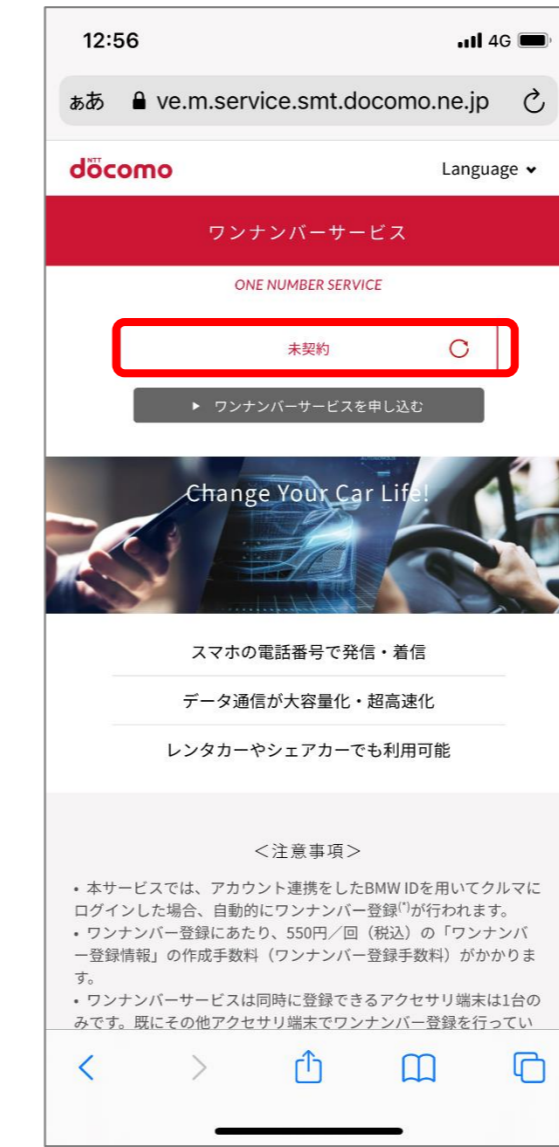 12:56 4G
ああ ve.m.service.smt.docomo.ne.jp
NTT
docomo Language
ワンナンバーサービス
ONE NUMBER SERVICE
未契約
ワンナンバーサービスを申し込む
Change Your Car Life!
スマホの電話番号で発信・着信
データ通信が大容量化・超高速化
レンタカーやシェアカーでも利用可能
＜注意事項＞
• 本サービスでは、アカウント連携をしたBMW IDを用いてクルマに
ログインした場合、自動的にワンナンバー登録(*)が行われます。
• ワンナンバー登録にあたり、550円／回（税込）の「ワンナンバ
ー登録情報」の作成手数料（ワンナンバー登録手数料）がかかりま
す。
• ワンナンバーサービスは同時に登録できるアクセサリ端末は1台の
みです。既にその他アクセサリ端末でワンナンバー登録を行ってい